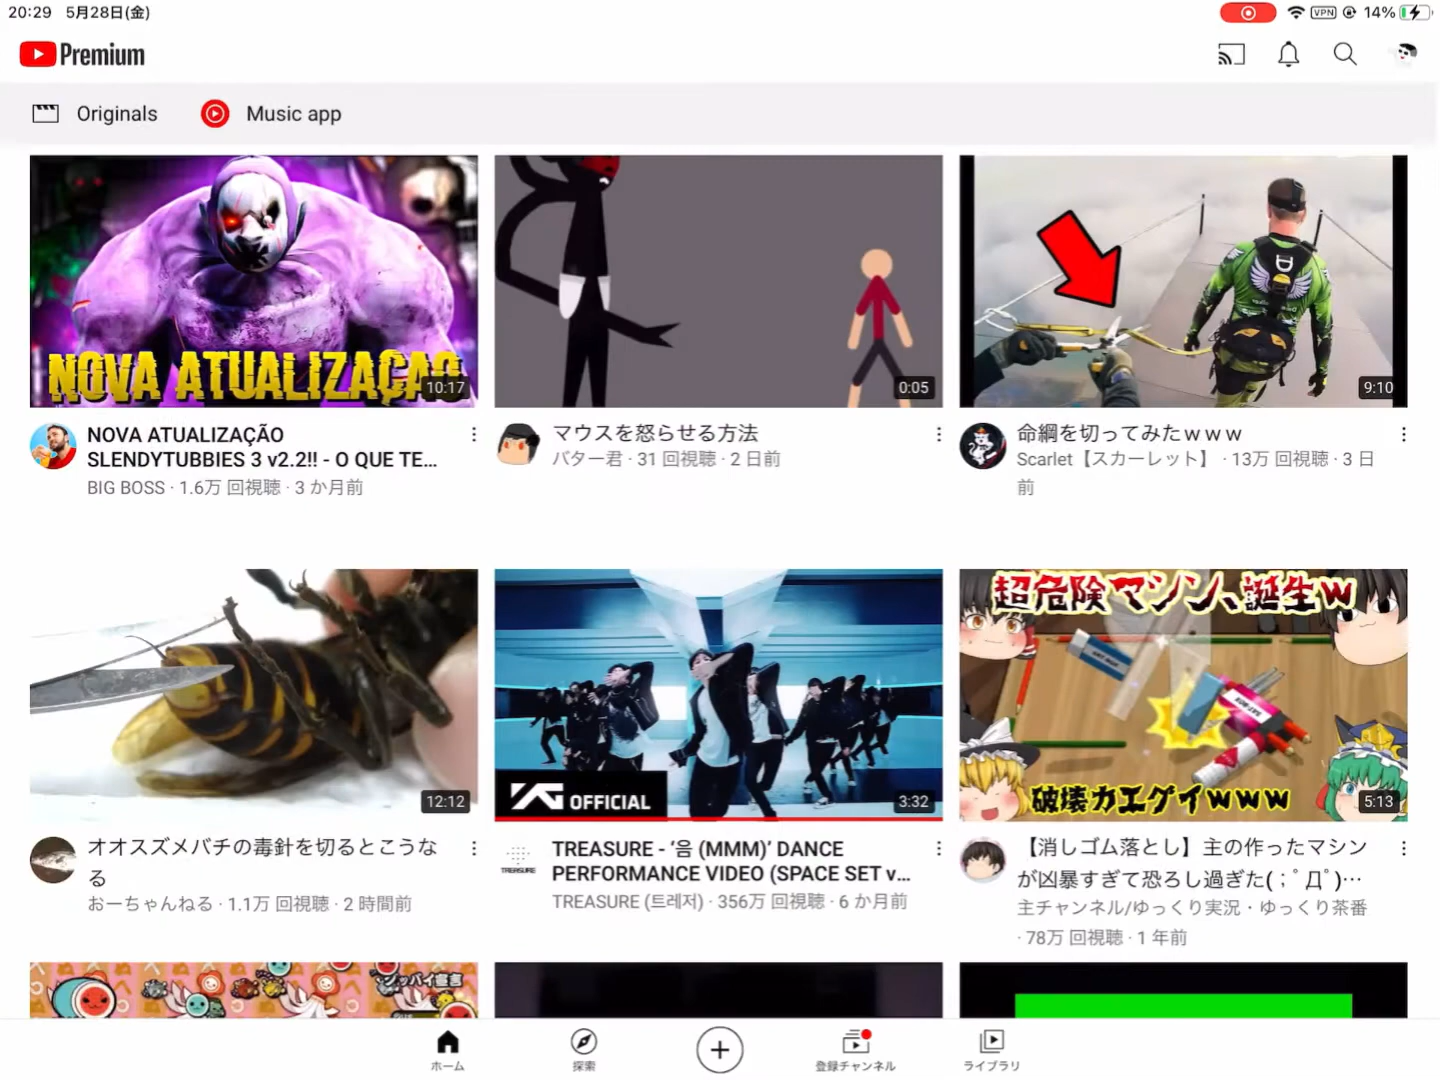 20:29 5月28日(金)
VPN 14%
Premium
Originals Music app
NOVA ATUALIZAÇÃO
10:17
0:05
9:10
NOVA ATUALIZAÇÃO
SLENDYTUBBIES 3 v2.2!! - O QUE TE...
BIG BOSS · 1.6万 回視聴 · 3 か月前
マウスを怒らせる方法
バター君 · 31 回視聴 · 2 日前
命綱を切ってみたｗｗｗ
Scarlet【スカーレット】 · 13万 回視聴 · 3 日
前
12:12
YG OFFICIAL
3:32
超危険マシン、誕生w
破壊力エグイwww
5:13
オオスズメバチの毒針を切るとこうな
る
おーちゃんねる · 1.1万 回視聴 · 2 時間前
TREASURE
TREASURE - ‘음 (MMM)’ DANCE
PERFORMANCE VIDEO (SPACE SET v...
TREASURE (트레저) · 356万 回視聴 · 6 か月前
【消しゴム落とし】主の作ったマシン
が凶暴すぎて恐ろし過ぎた( ; ﾟДﾟ)…
主チャンネル/ゆっくり実況・ゆっくり茶番
· 78万 回視聴 · 1 年前
ホーム
探索
登録チャンネル
ライブラリ